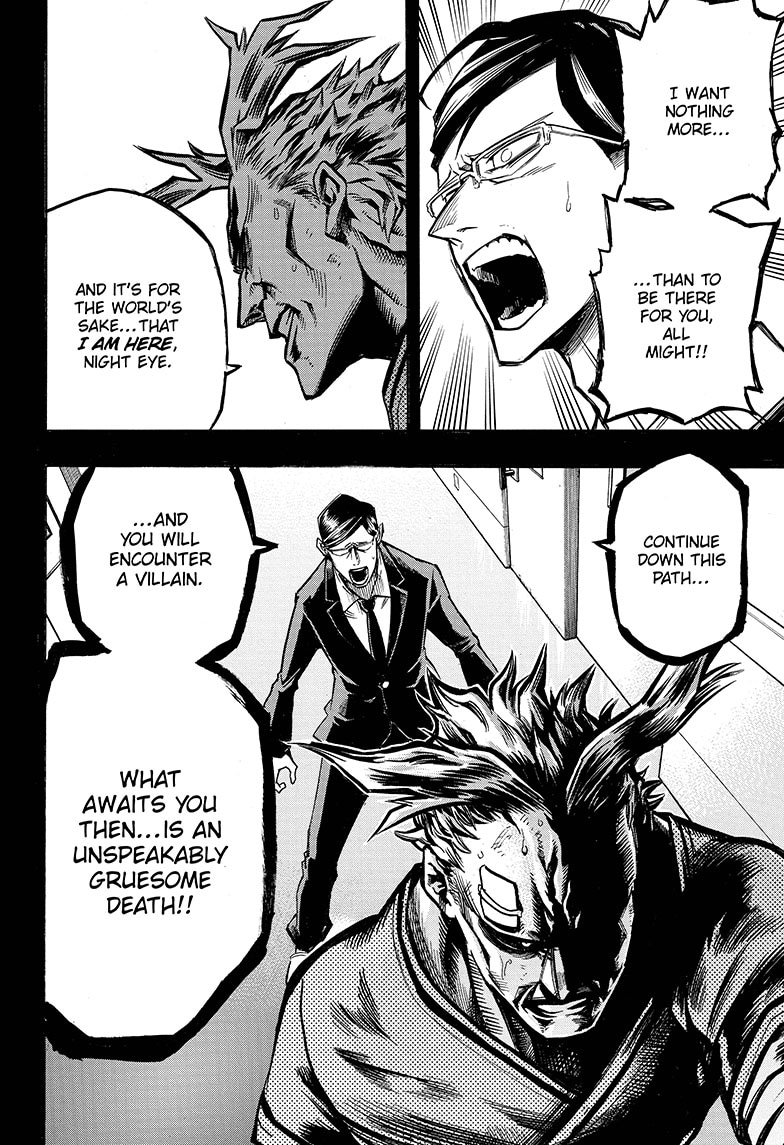 I WANT
NOTHING
MORE...
...THAN TO
BE THERE
FOR YOU,
ALL
MIGHT!!
AND IT'S FOR
THE WORLD'S
SAKE...THAT
I AM HERE,
NIGHT EYE.
CONTINUE
DOWN THIS
PATH...
...AND
YOU WILL
ENCOUNTER
A VILLAIN.
WHAT
AWAITS YOU
THEN...IS AN
UNSPEAKABLY
GRUESOME
DEATH!!